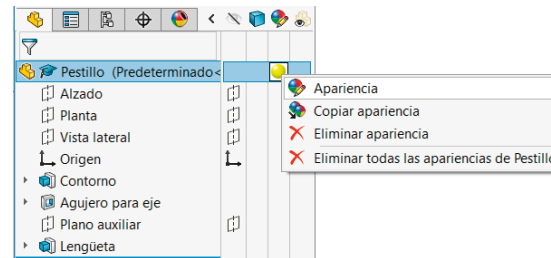 Pestillo (Predeterminado<
Alzado
Planta
Vista lateral
Origen
Contorno
Agujero para eje
Plano auxiliar
Lengüeta
Apariencia
Copiar apariencia
Eliminar apariencia
Eliminar todas las apariencias de Pestillo